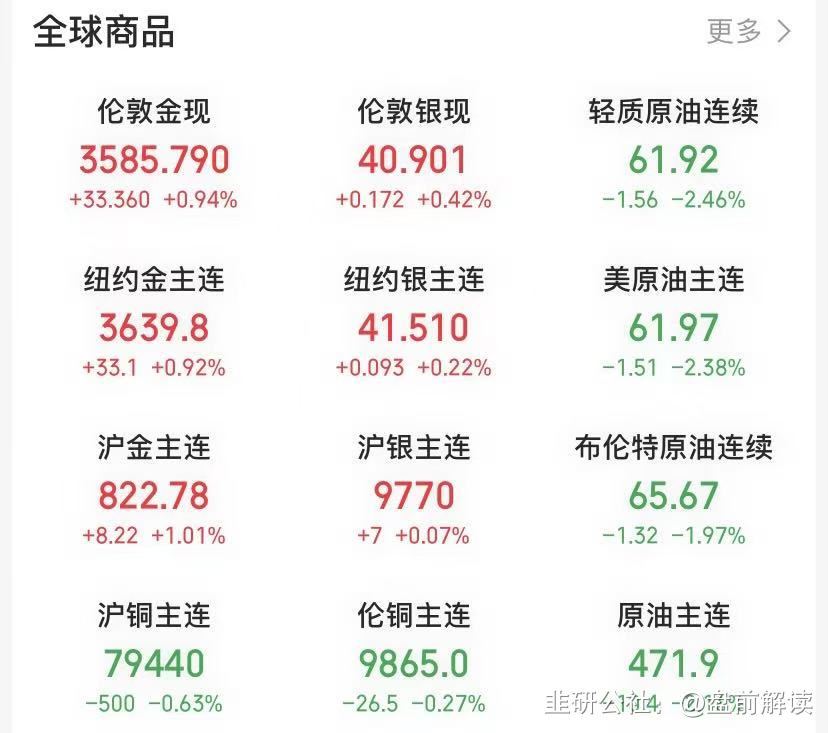 全球商品 更多 >
伦敦金现 伦敦银现 轻质原油连续
3585.790 40.901 61.92
+33.360 +0.94% +0.172 +0.42% −1.56 −2.46%
纽约金主连 纽约银主连 美原油主连
3639.8 41.510 61.97
+33.1 +0.92% +0.093 +0.22% −1.51 −2.38%
沪金主连 沪银主连 布伦特原油连续
822.78 9770 65.67
+8.22 +1.01% +7 +0.07% −1.32 −1.97%
沪铜主连 伦铜主连 原油主连
79440 9865.0 471.9
−500 −0.63% −26.5 −0.27%
韭研公社：@盘前解读